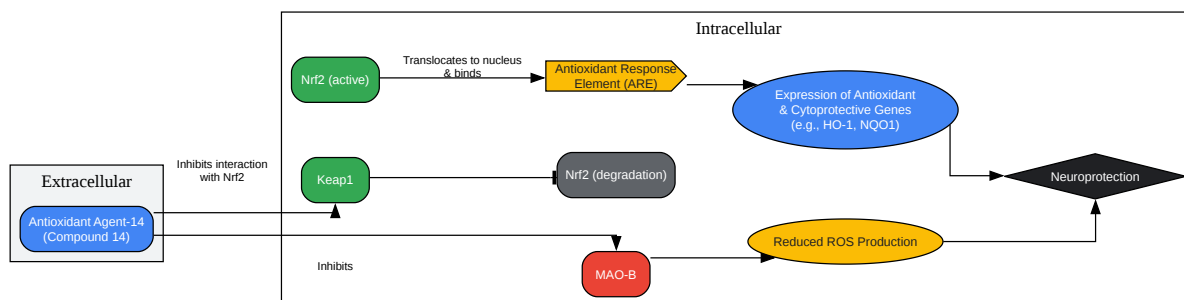 Intracellular
Translocates to nucleus
& binds
Nrf2 (active)
Antioxidant Response
Element (ARE)
Expression of Antioxidant
& Cytoprotective Genes
(e.g., HO-1, NQO1)
Inhibits interaction
with Nrf2
Keap1
Nrf2 (degradation)
Neuroprotection
Extracellular
Antioxidant Agent-14
(Compound 14)
Reduced ROS Production
Inhibits
MAO-B